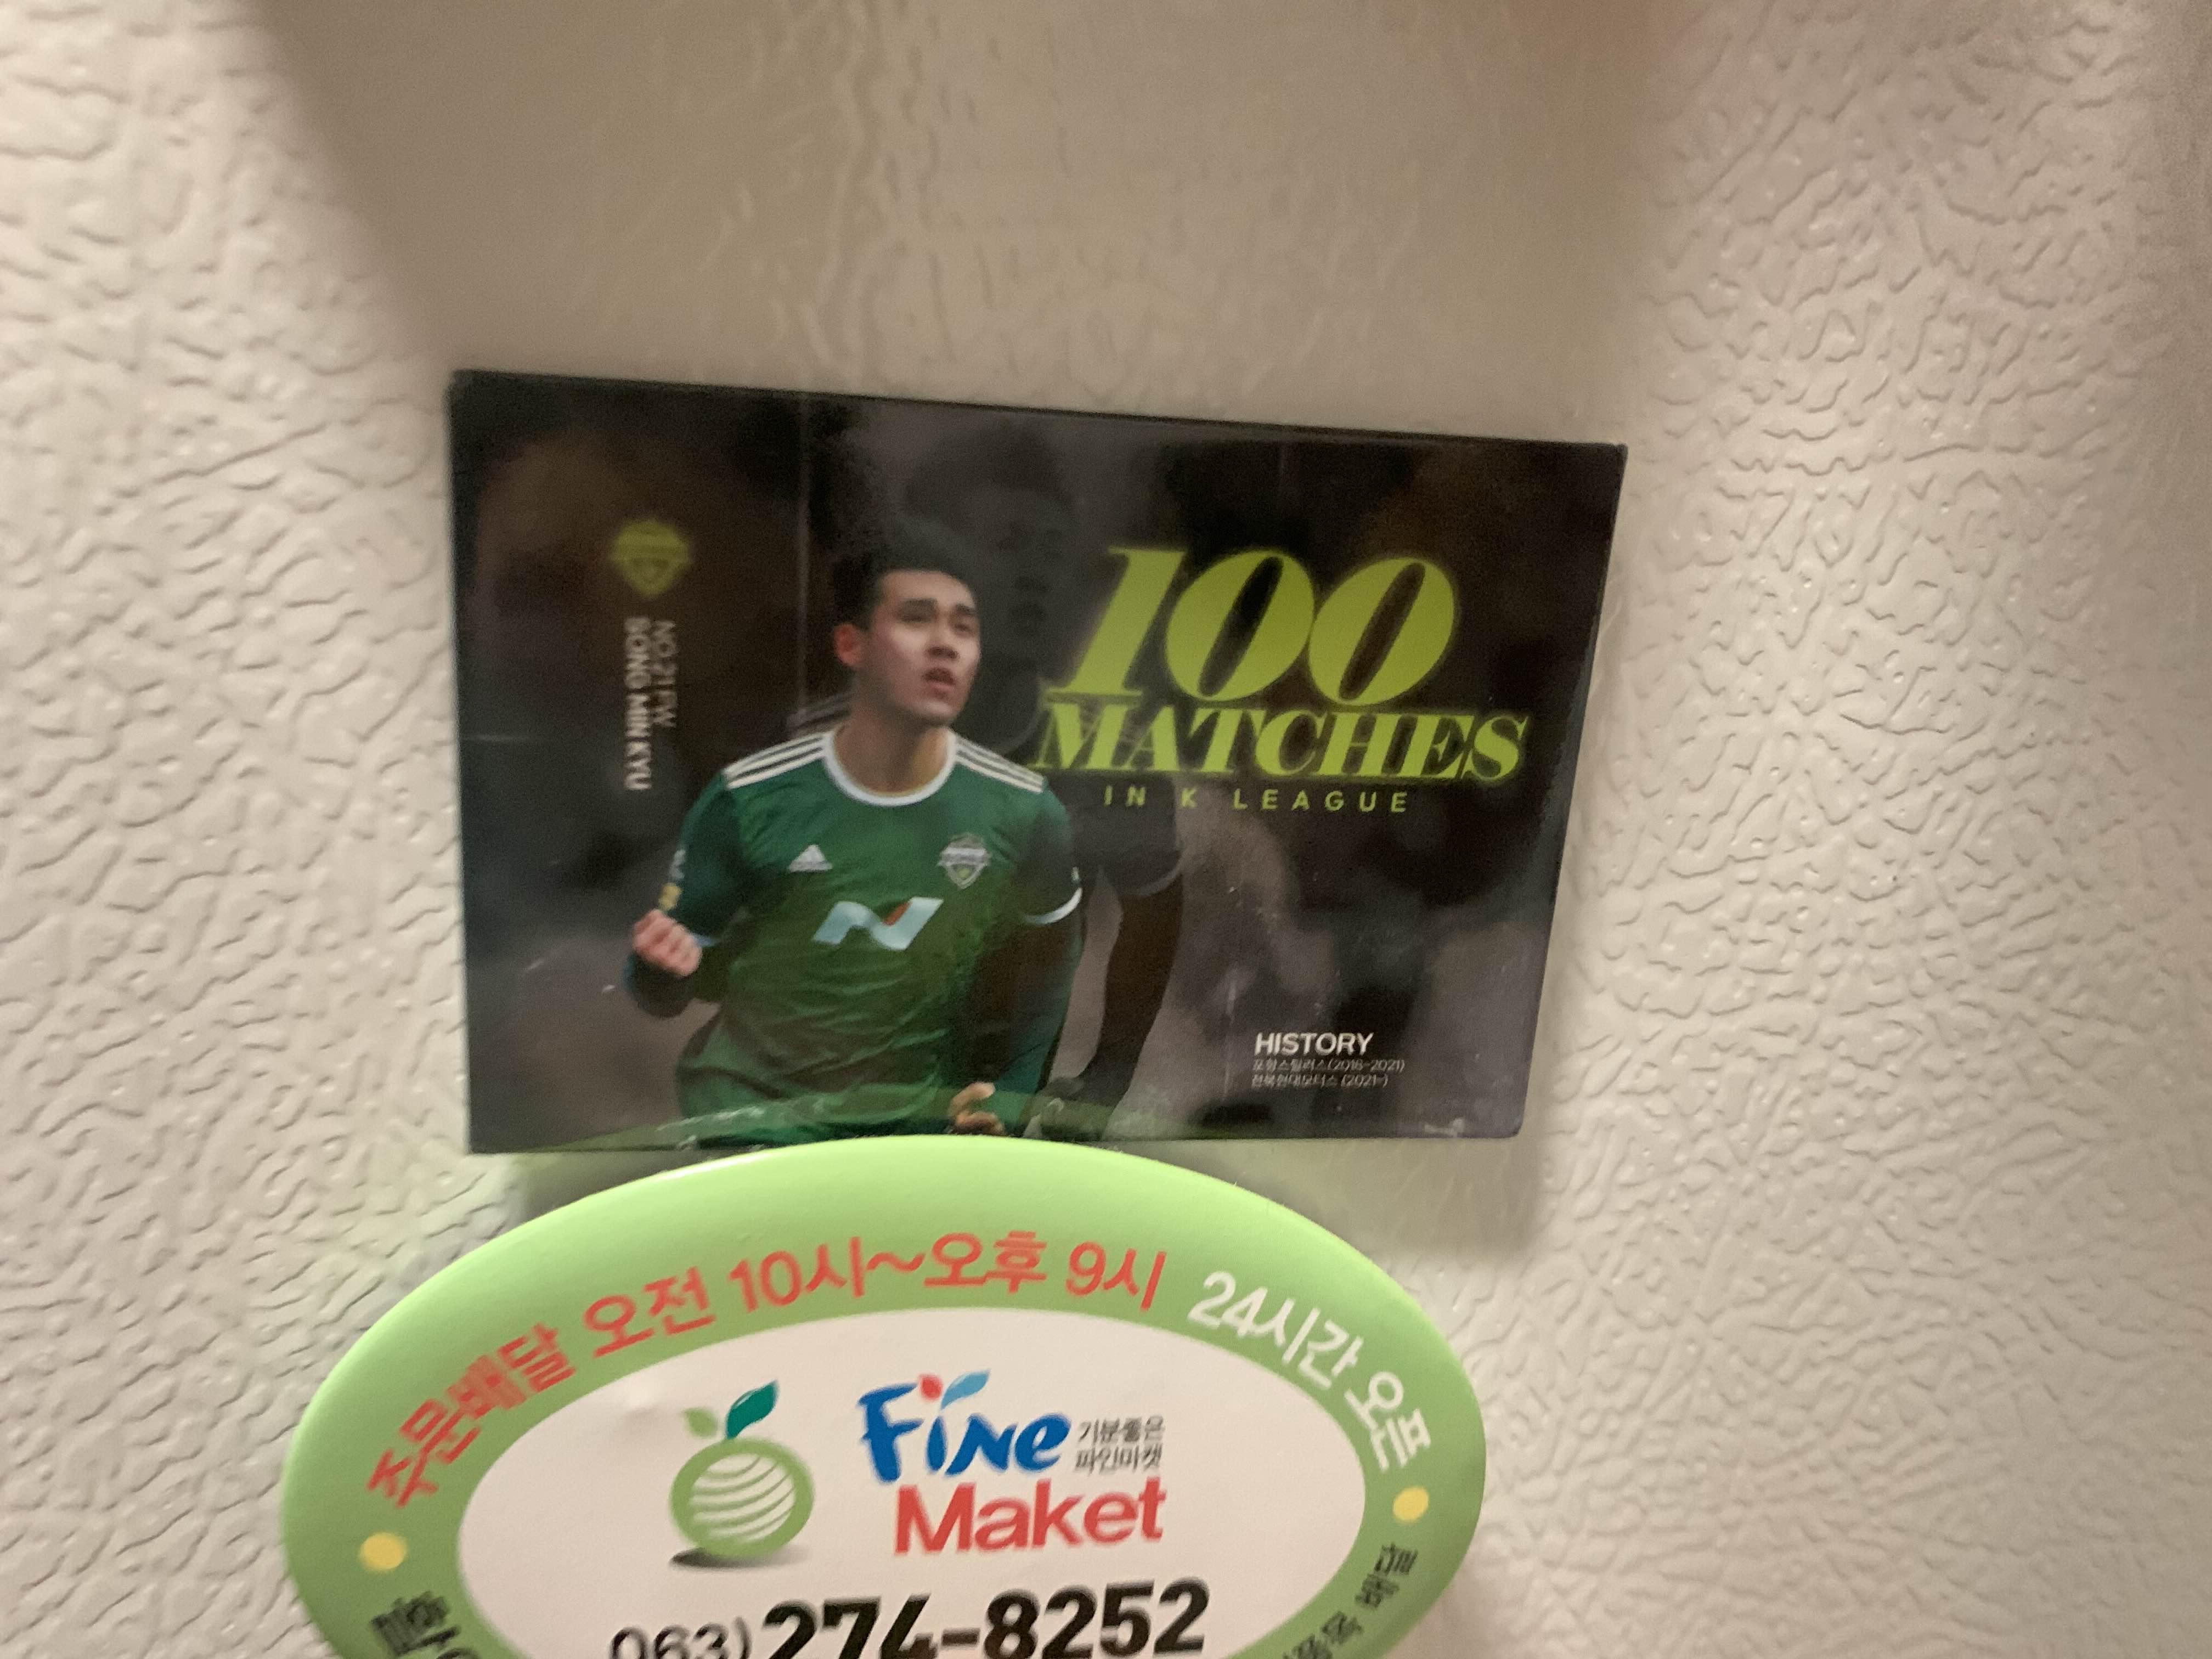 NO.21 FW
SONG MIN KYU
100
MATCHES
IN K LEAGUE
HISTORY
포항스틸러스(2018-2021)
전북현대모터스 (2021-)
주문배달 오전 10시~오후 9시 24시간 오픈
Fine
기분좋은
파인마켓
Maket
063) 274-8252
배달